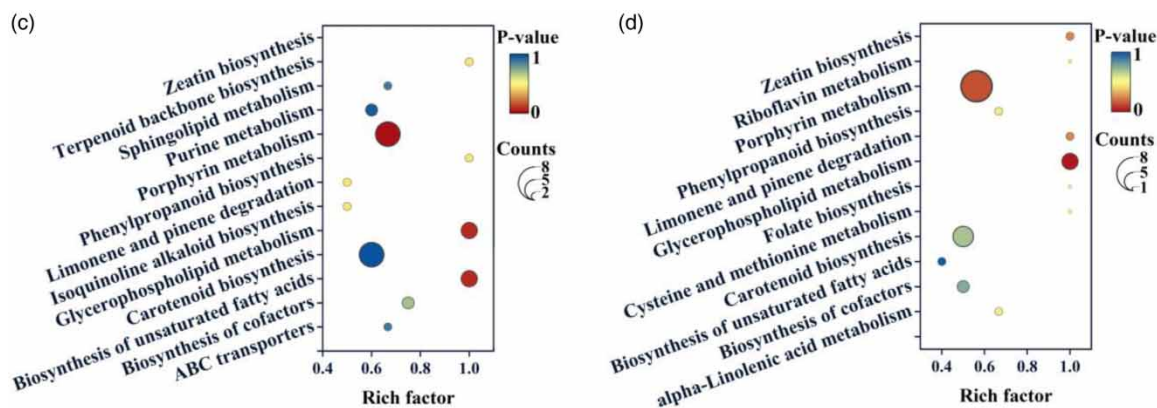 (c)
Zeatin biosynthesis
Terpenoid backbone biosynthesis
Sphingolipid metabolism
Purine metabolism
Porphyrin metabolism
Phenylpropanoid biosynthesis
Limonene and pinene degradation
Isoquinoline alkaloid biosynthesis
Glycerophospholipid metabolism
Carotenoid biosynthesis
Biosynthesis of unsaturated fatty acids
Biosynthesis of cofactors
ABC transporters
0.4 0.6 0.8 1.0
Rich factor
P-value
1
0
Counts
8
5
2
(d)
Zeatin biosynthesis
Riboflavin metabolism
Porphyrin metabolism
Phenylpropanoid biosynthesis
Limonene and pinene degradation
Glycerophospholipid metabolism
Folate biosynthesis
Cysteine and methionine metabolism
Carotenoid biosynthesis
Biosynthesis of unsaturated fatty acids
Biosynthesis of cofactors
alpha-Linolenic acid metabolism
0.4 0.6 0.8 1.0
Rich factor
P-value
1
0
Counts
8
5
1